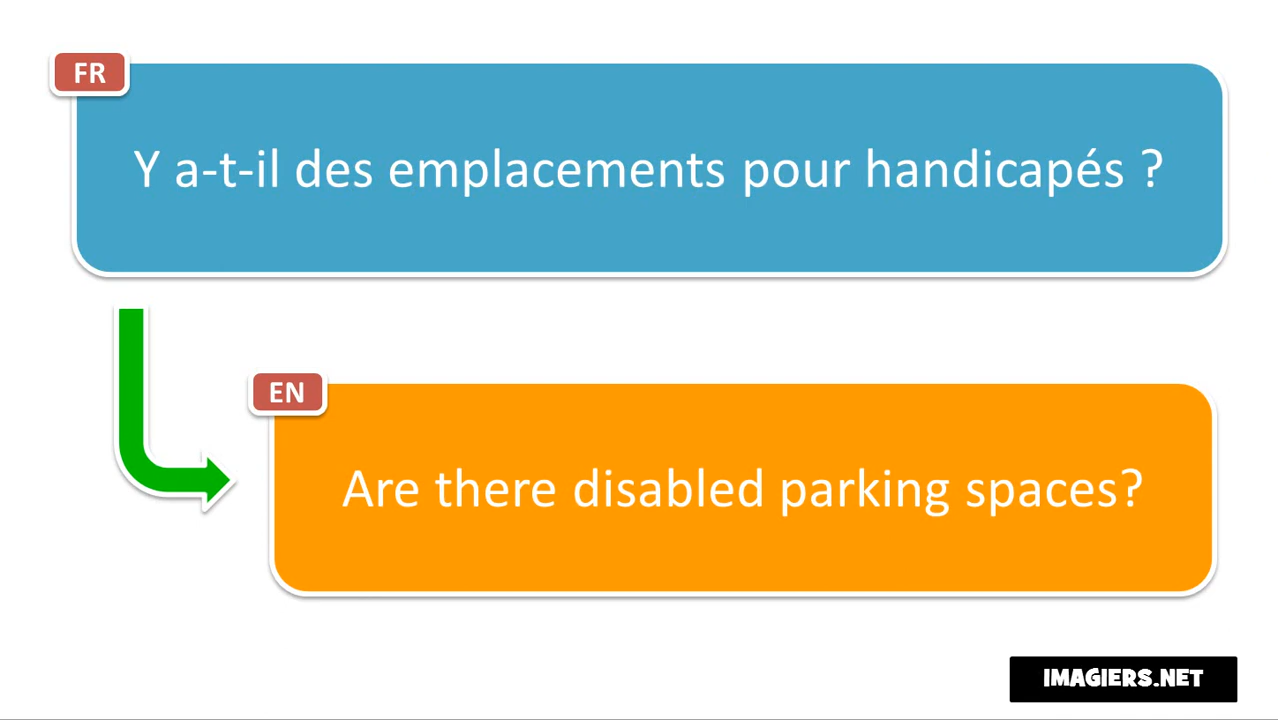 FR
Y a-t-il des emplacements pour handicapés ?
EN
Are there disabled parking spaces?
IMAGIERS.NET